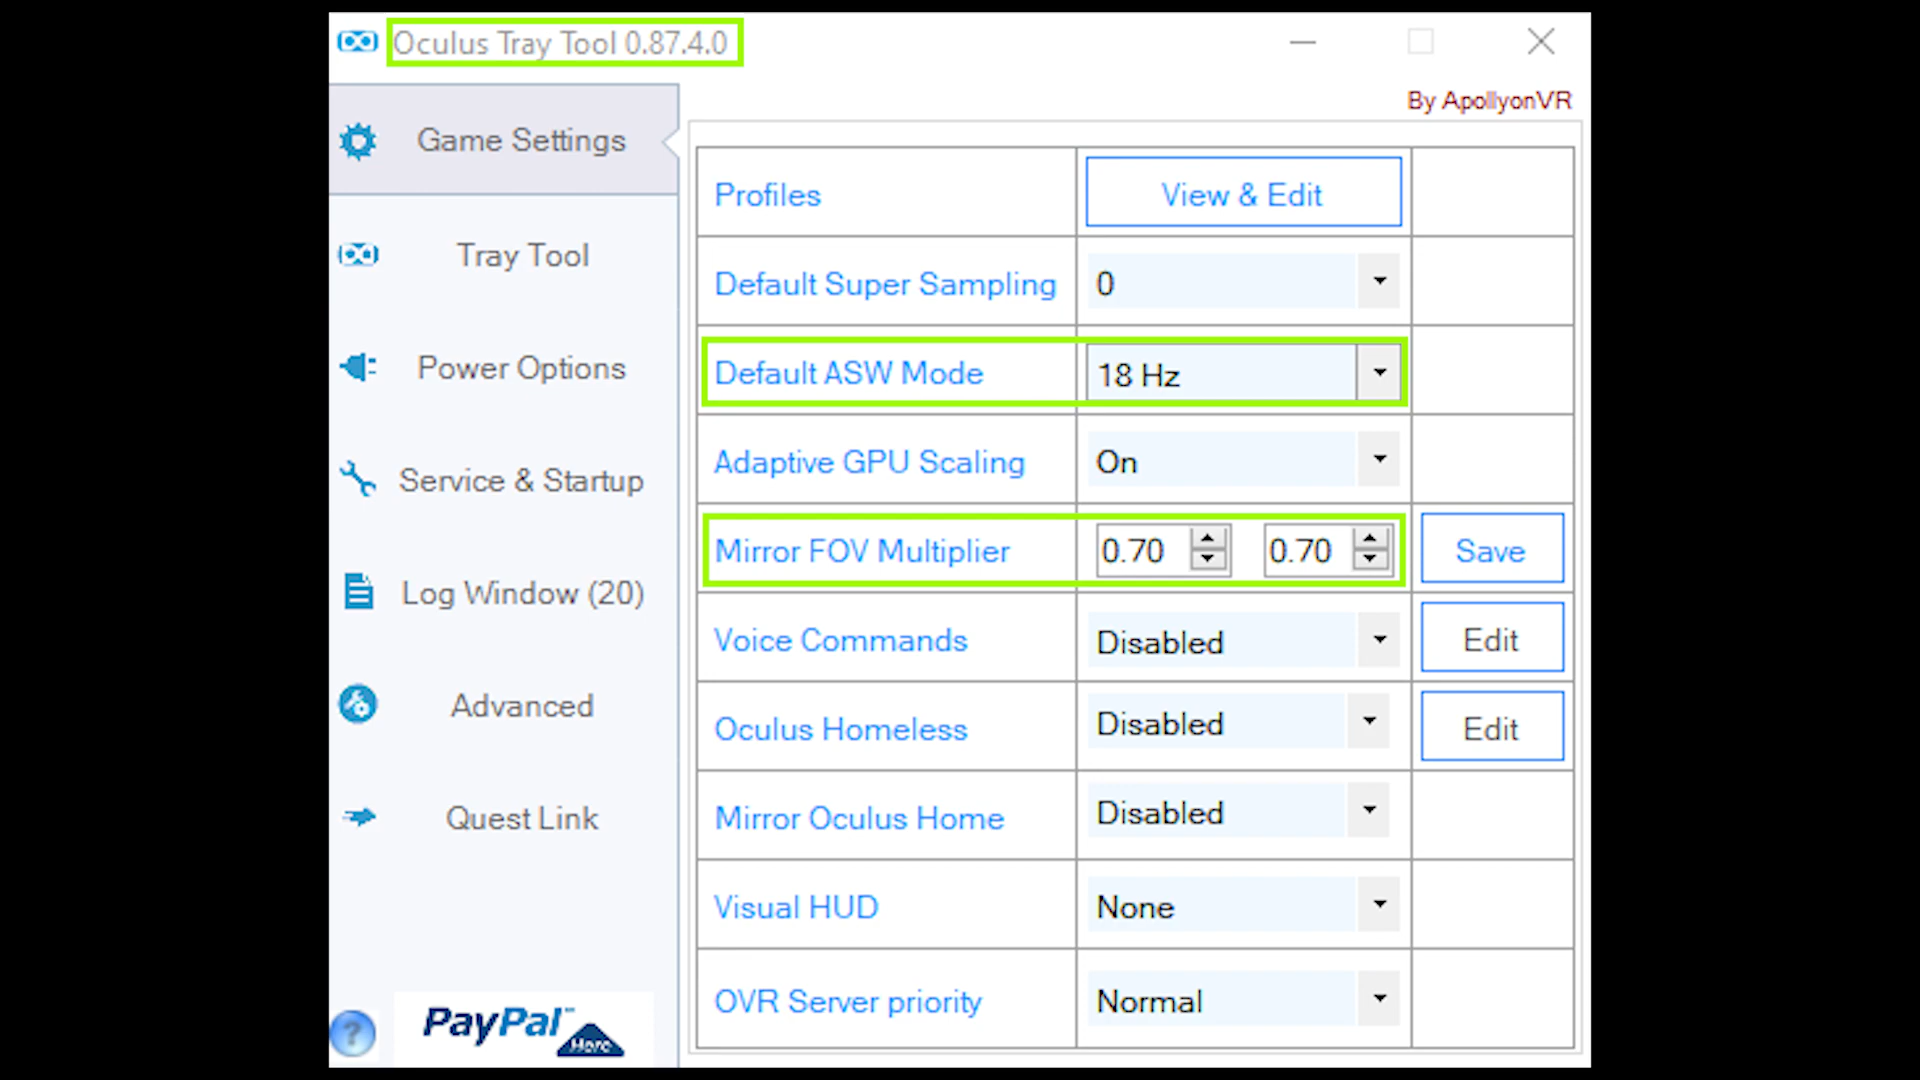 Oculus Tray Tool 0.87.4.0
By ApollyonVR
Game Settings
Tray Tool
Power Options
Service & Startup
Log Window (20)
Advanced
Quest Link
?
PayPal™
Here
Profiles View & Edit
Default Super Sampling 0
Default ASW Mode 18 Hz
Adaptive GPU Scaling On
Mirror FOV Multiplier 0.70 0.70 Save
Voice Commands Disabled Edit
Oculus Homeless Disabled Edit
Mirror Oculus Home Disabled
Visual HUD None
OVR Server priority Normal